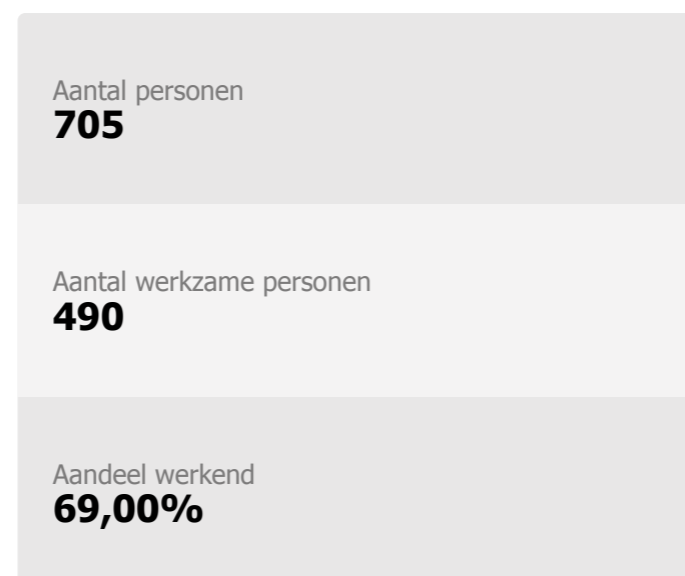 Aantal personen
705
Aantal werkzame personen
490
Aandeel werkend
69,00%